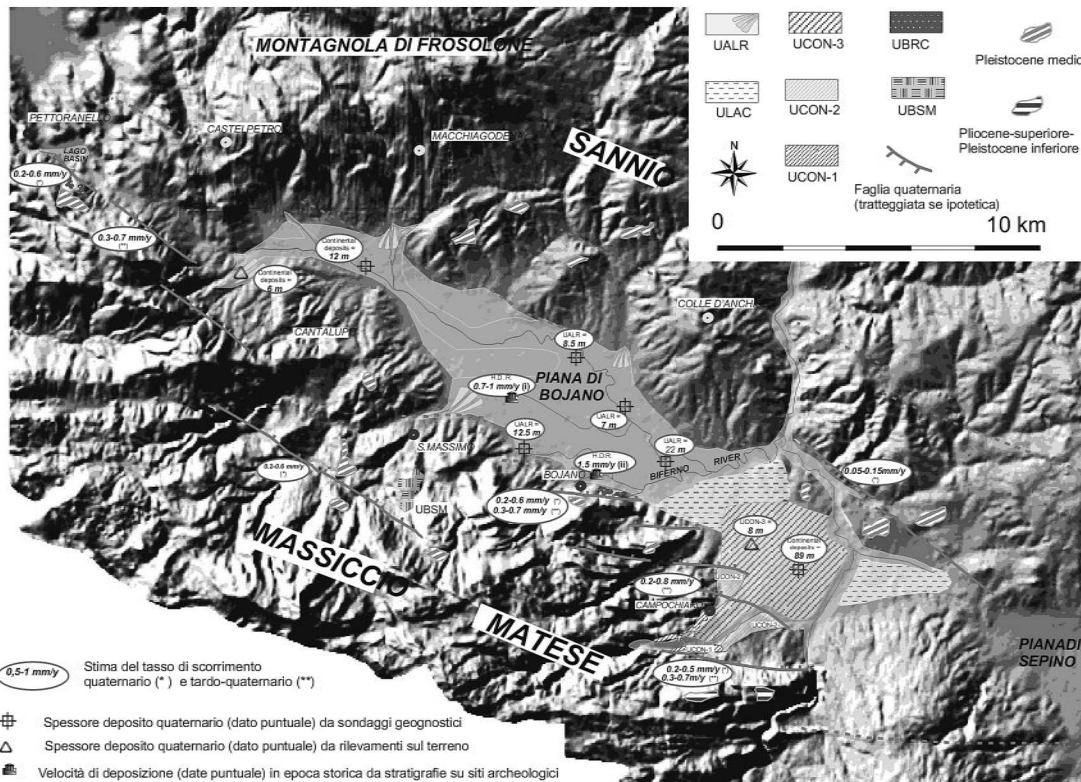 MONTAGNOLA DI FROSOLONE
PETTORANELLO
LAGO
BASIN
CASTELPETRO
MACCHIAGODE
SANNIO
0.2-0.6 mm/y
(*)
0.3-0.7 mm/y
(**)
Continental
deposits =
12 m
Continental
deposits =
6 m
CANTALUPO
COLLE D'ANCHI
UALR =
8.5 m
PIANA DI
BOJANO
H.D.R.
0.7-1 mm/y (i)
UALR =
7 m
UALR =
12.5 m
UALR =
22 m
S.MASSIMO
H.D.R.
1.5 mm/y (ii)
BOJANO
BIFERNO
RIVER
0.05-0.15mm/y
(*)
0.2-0.6 mm/y
(*)
UBSM
0.2-0.6 mm/y (*)
0.3-0.7 mm/y (**)
UCON-3 =
8 m
Continental
deposits =
89 m
UCON-2
0.2-0.8 mm/y
(**)
CAMPOCHIARO
UCON-2
UCON-1
MASSICCIO
MATESE
0.2-0.5 mm/y (*)
0.3-0.7m/y (**)
PIANADI
SEPINO
UALR
UCON-3
UBRC
Pleistocene medio
ULAC
UCON-2
UBSM
Pliocene-superiore-
Pleistocene inferiore
N
UCON-1
Faglia quaternaria
(tratteggiata se ipotetica)
0
10 km
0,5-1 mm/y
Stima del tasso di scorrimento
quaternario (* ) e tardo-quaternario (**)
Spessore deposito quaternario (dato puntuale) da sondaggi geognostici
Spessore deposito quaternario (dato puntuale) da rilevamenti sul terreno
Velocità di deposizione (date puntuale) in epoca storica da stratigrafie su siti archeologici